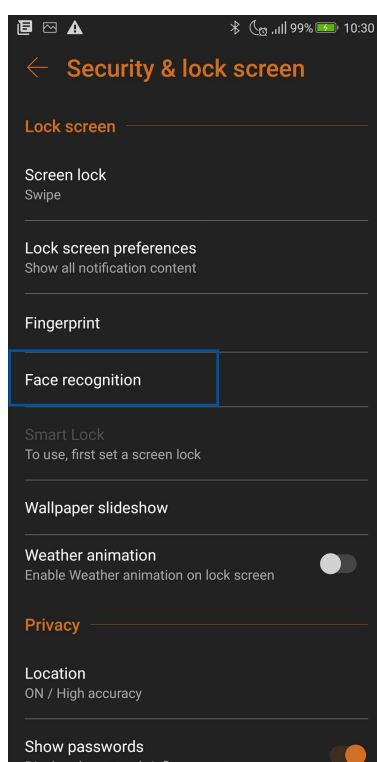 99% 10:30
Security & lock screen
Lock screen
Screen lock
Swipe
Lock screen preferences
Show all notification content
Fingerprint
Face recognition
Smart Lock
To use, first set a screen lock
Wallpaper slideshow
Weather animation
Enable Weather animation on lock screen
Privacy
Location
ON / High accuracy
Show passwords